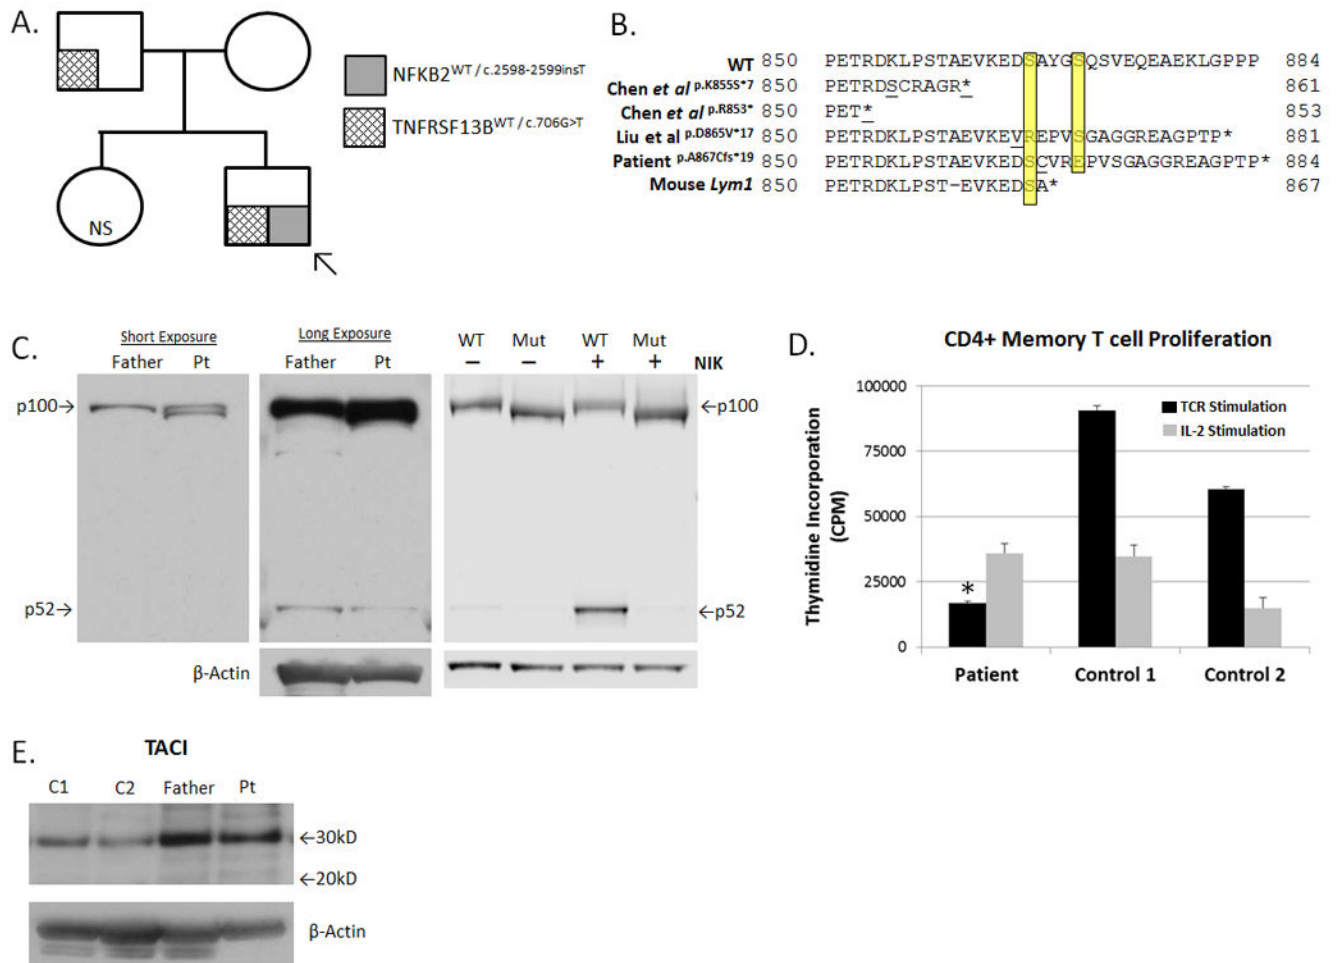 A.
NFKB2WT / c.2598-2599insT
TNFRSF13BWT / c.706G>T
NS
B.
WT 850 PETRDKLPSTAEVKEDSAYGSQSVEQEAEKLGPPP 884
Chen et al p.K855S*7 850 PETRDSCRAGR* 861
Chen et al p.R853* 850 PET* 853
Liu et al p.D865V*17 850 PETRDKLPSTAEVKEVREPVSGAGGREAGPTP* 881
Patient p.A867Cfs*19 850 PETRDKLPSTAEVKEDSCVREPVSGAGGREAGPTP* 884
Mouse Lym1 850 PETRDKLPST-EVKEDSA* 867
C.
Short Exposure
Father Pt
Long Exposure
Father Pt
WT Mut WT Mut
− − + + NIK
p100→
←p100
p52→
←p52
β-Actin
D.
CD4+ Memory T cell Proliferation
Thymidine Incorporation
(CPM)
100000
75000
50000
25000
0
TCR Stimulation
IL-2 Stimulation
*
Patient Control 1 Control 2
E.
TACI
C1 C2 Father Pt
←30kD
←20kD
β-Actin